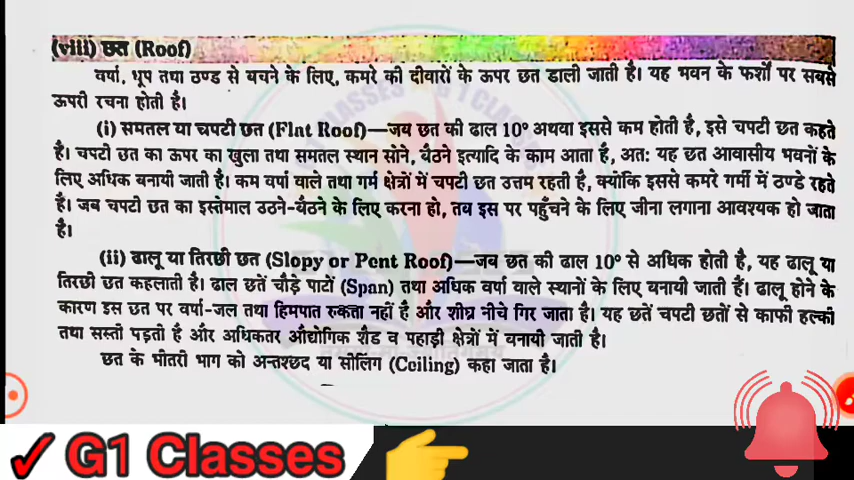 (viii) छत (Roof)
वर्षा, धूप तथा ठण्ड से बचने के लिए, कमरे की दीवारों के ऊपर छत डाली जाती है। यह भवन के फर्शों पर सबसे
ऊपरी रचना होती है।
(i) समतल या चपटी छत (Flat Roof)—जब छत की ढाल 10° अथवा इससे कम होती है, इसे चपटी छत कहते
हैं। चपटी छत का ऊपर का खुला तथा समतल स्थान सोने, बैठने इत्यादि के काम आता है, अतः यह छत आवासीय भवनों के
लिए अधिक बनायी जाती है। कम वर्षा वाले तथा गर्म क्षेत्रों में चपटी छत उत्तम रहती है, क्योंकि इससे कमरे गर्मी में ठण्डे रहते
है। जब चपटी छत का इस्तेमाल उठने-बैठने के लिए करना हो, तब इस पर पहुँचने के लिए जीना लगाना आवश्यक हो जाता
है।
(ii) ढालू या तिरछी छत (Slopy or Pent Roof)—जब छत की ढाल 10° से अधिक होती है, यह ढालू या
तिरछी छत कहलाती है। ढाल छतें चौड़े पाटों (Span) तथा अधिक वर्षा वाले स्थानों के लिए बनायी जाती हैं। ढालू होने के
कारण इस छत पर वर्षा-जल तथा हिमपात रुकता नहीं है और शीघ्र नीचे गिर जाता है। यह छतें चपटी छतों से काफी हल्की
तथा सस्ती पड़ती है और अधिकतर औद्योगिक शैड व पहाड़ी क्षेत्रों में बनायी जाती है।
छत के भीतरी भाग को अन्तश्छद या सीलिंग (Ceiling) कहा जाता है।
G1 Classes